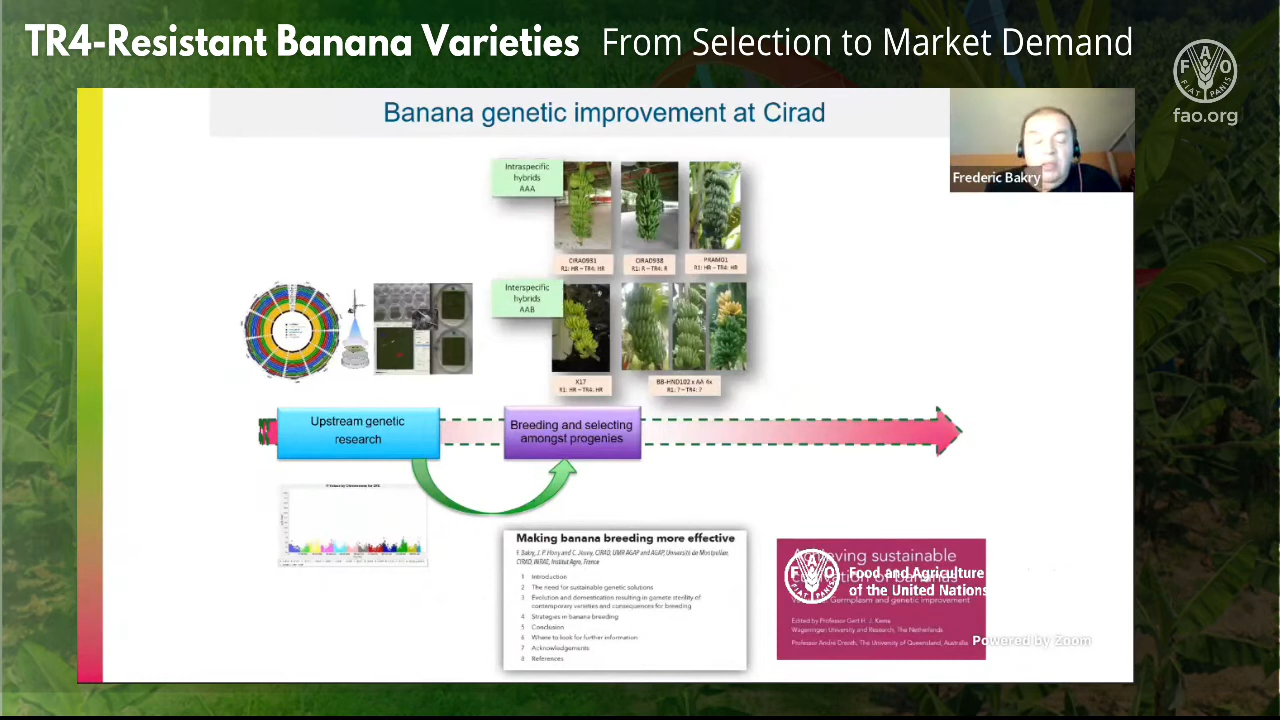 TR4-Resistant Banana Varieties From Selection to Market Demand
FAO
FIAT PANIS
fao.org
Banana genetic improvement at Cirad
Frederic Bakry
Intraspecific
hybrids
AAA
CIRAD931
R1: HR – TR4: HR
CIRAD938
R1: R – TR4: R
PRAM01
R1: HR – TR4: HR
Interspecific
hybrids
AAB
X17
R1: HR – TR4: HR
BB-HND102 x AA 4x
R1: ? – TR4: ?
Upstream genetic
research
Breeding and selecting
amongst progenies
Making banana breeding more effective
F. Bakry, J. P. Horry and C. Jenny, CIRAD, UMR AGAP and AGAP, Université de Montpellier,
CIRAD, INRAE, Institut Agro, France
1 Introduction
2 The need for sustainable genetic solutions
3 Evolution and domestication resulting in gamete sterility of
contemporary varieties and consequences for breeding
4 Strategies in banana breeding
5 Conclusion
6 Where to look for further information
7 Acknowledgements
8 References
sustainable
Food and Agriculture
of the United Nations
Germplasm and genetic improvement
Edited by Professor Gert H. J. Kema
Wageningen University and Research, The Netherlands
Professor André Drenth, The University of Queensland, Australia
Powered by Zoom